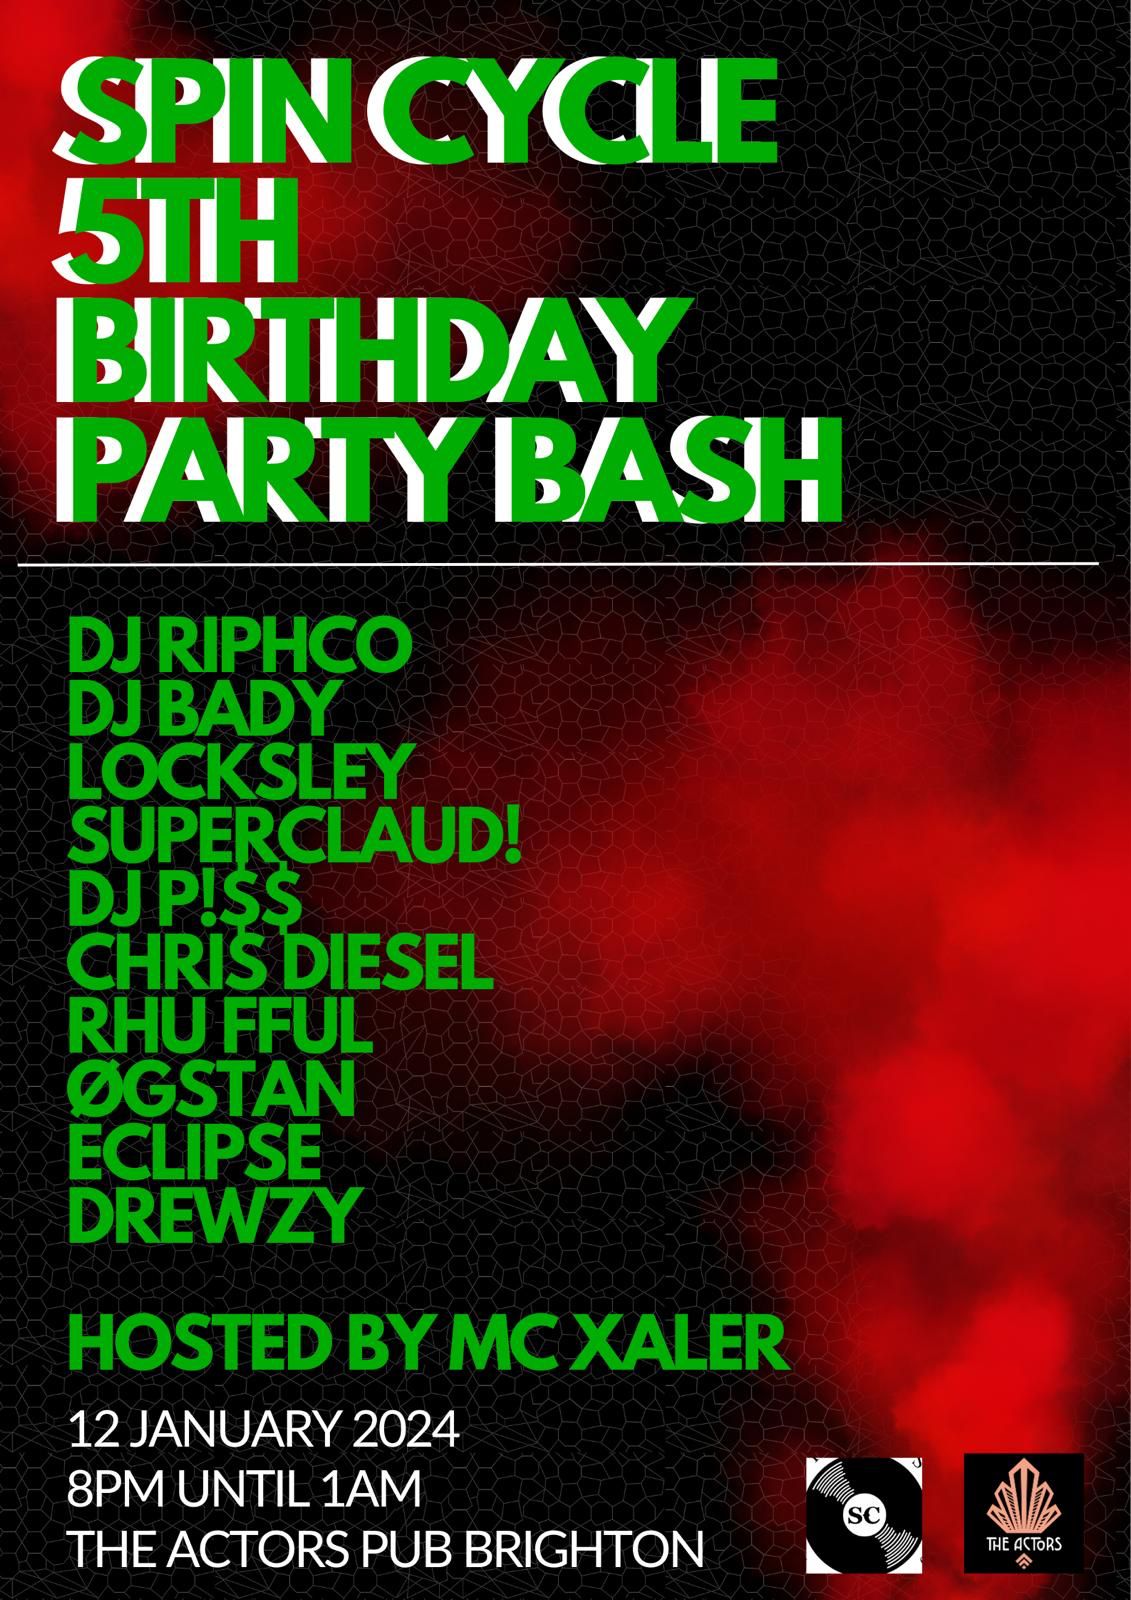 SPIN CYCLE
5TH
BIRTHDAY
PARTY BASH
DJ RIPHCO
DJ BADY
LOCKSLEY
SUPERCLAUD!
DJ P!$$
CHRIS DIESEL
RHU FFUL
ØGSTAN
ECLIPSE
DREWZY
HOSTED BY MC XALER
12 JANUARY 2024
8PM UNTIL 1AM
THE ACTORS PUB BRIGHTON
SC
THE ACTORS